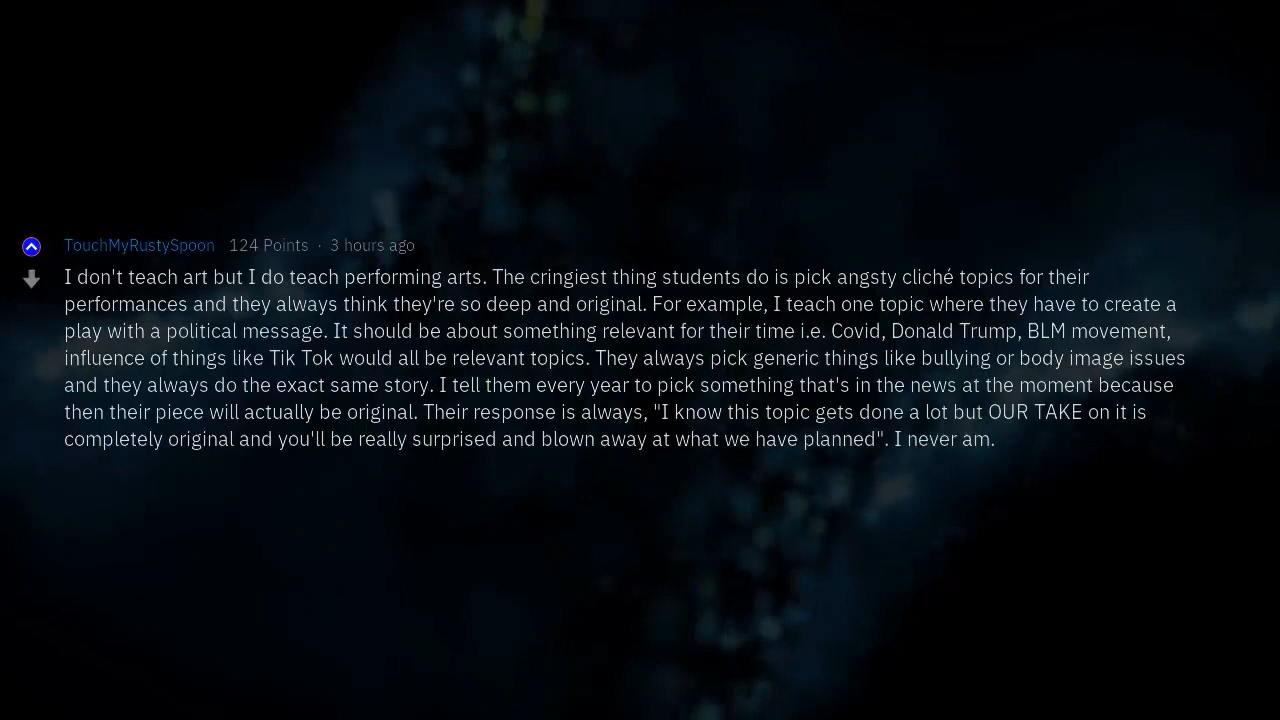 TouchMyRustySpoon 124 Points · 3 hours ago
I don't teach art but I do teach performing arts. The cringiest thing students do is pick angsty cliché topics for their
performances and they always think they're so deep and original. For example, I teach one topic where they have to create a
play with a political message. It should be about something relevant for their time i.e. Covid, Donald Trump, BLM movement,
influence of things like Tik Tok would all be relevant topics. They always pick generic things like bullying or body image issues
and they always do the exact same story. I tell them every year to pick something that's in the news at the moment because
then their piece will actually be original. Their response is always, "I know this topic gets done a lot but OUR TAKE on it is
completely original and you'll be really surprised and blown away at what we have planned". I never am.